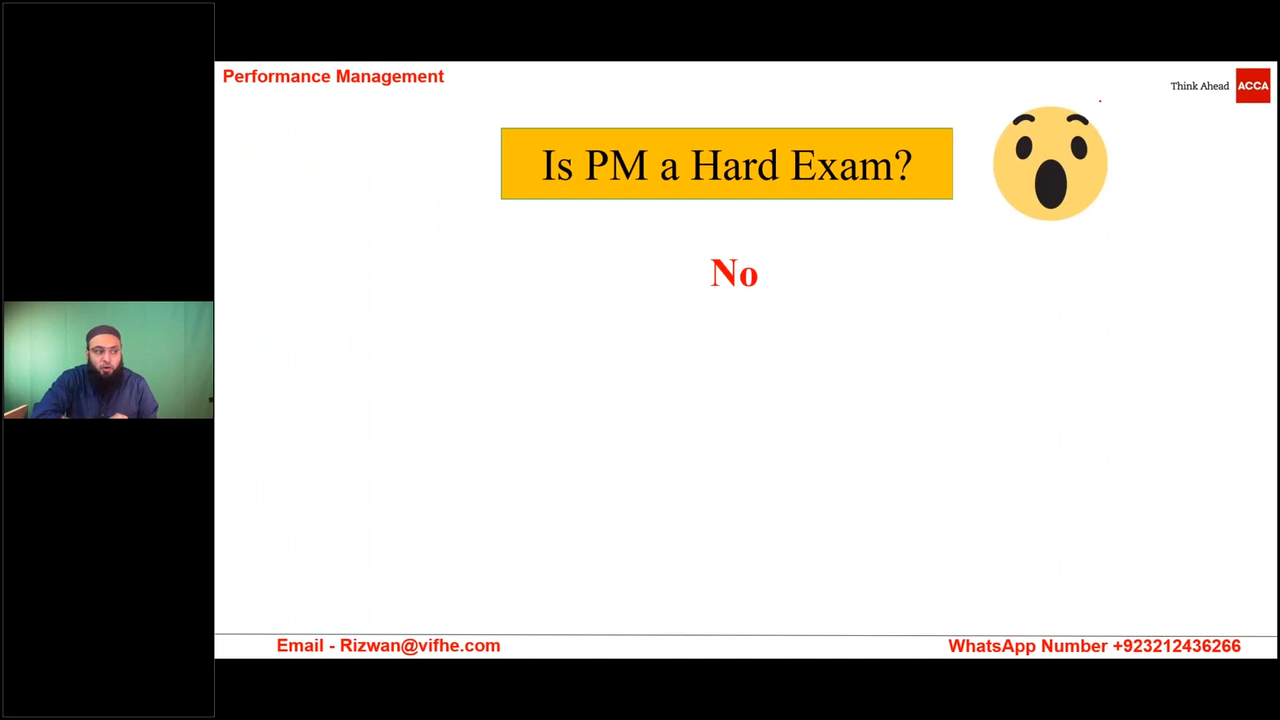 Performance Management
Think Ahead ACCA
Is PM a Hard Exam?
No
Email - Rizwan@vifhe.com
WhatsApp Number +923212436266